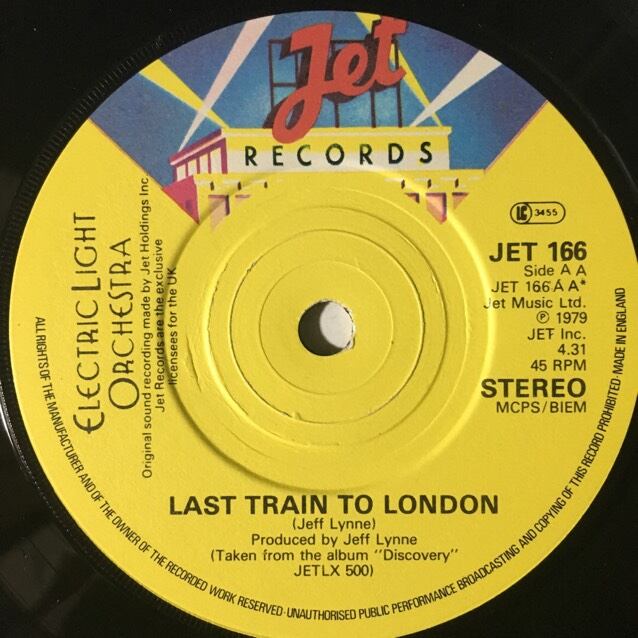 Jet
RECORDS
LC 3455
ELECTRIC LIGHT
ORCHESTRA
Original sound recording made by Jet Holdings Inc.
Jet Records are the exclusive
licensees for the UK
JET 166
Side A A
JET 166 A A*
Jet Music Ltd.
℗ 1979
JET Inc.
4.31
45 RPM
STEREO
MCPS/BIEM
LAST TRAIN TO LONDON
(Jeff Lynne)
Produced by Jeff Lynne
(Taken from the album "Discovery"
JETLX 500)
ALL RIGHTS OF THE MANUFACTURER AND OF THE OWNER OF THE RECORDED WORK RESERVED·UNAUTHORISED PUBLIC PERFORMANCE BROADCASTING AND COPYING OF THIS RECORD PROHIBITED·MADE IN ENGLAND